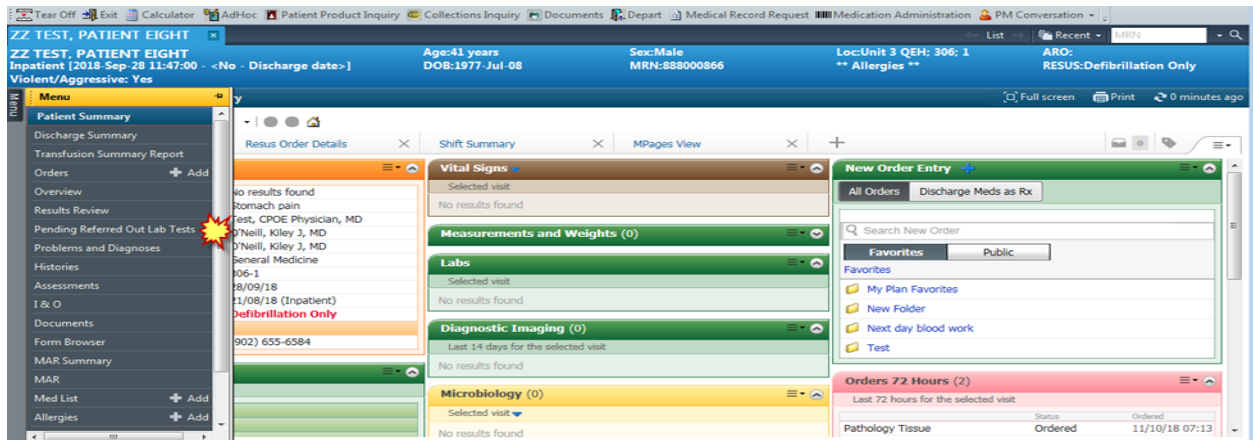 Tear Off Exit Calculator AdHoc Patient Product Inquiry Collections Inquiry Documents Depart Medical Record Request Medication Administration PM Conversation
ZZ TEST, PATIENT EIGHT
List Recent MRN
ZZ TEST, PATIENT EIGHT Age:41 years Sex:Male Loc:Unit 3 QEH; 306; 1 ARO:
Inpatient [2018-Sep-28 11:47:00 - <No - Discharge date>] DOB:1977-Jul-08 MRN:888000866 ** Allergies ** RESUS:Defibrillation Only
Violent/Aggressive: Yes
Menu
Menu
y Full screen Print 0 minutes ago
Patient Summary
Discharge Summary
Transfusion Summary Report
Orders Add
Overview
Results Review
Pending Referred Out Lab Tests
Problems and Diagnoses
Histories
Assessments
I & O
Documents
Form Browser
MAR Summary
MAR
Med List Add
Allergies Add
Resus Order Details Shift Summary MPages View
0
No results found
Stomach pain
Test, CPOE Physician, MD
O'Neill, Kiley J, MD
O'Neill, Kiley J, MD
General Medicine
306-1
28/09/18
21/08/18 (Inpatient)
Defibrillation Only
(902) 655-6584
Vital Signs
Selected visit
No results found
Measurements and Weights (0)
Labs
Selected visit
No results found
Diagnostic Imaging (0)
Last 14 days for the selected visit
No results found
Microbiology (0)
Selected visit
No results found
New Order Entry
All Orders Discharge Meds as Rx
Search New Order
Favorites Public
Favorites
My Plan Favorites
New Folder
Next day blood work
Test
Orders 72 Hours (2)
Last 72 hours for the selected visit
Status Ordered
Pathology Tissue Ordered 11/10/18 07:13